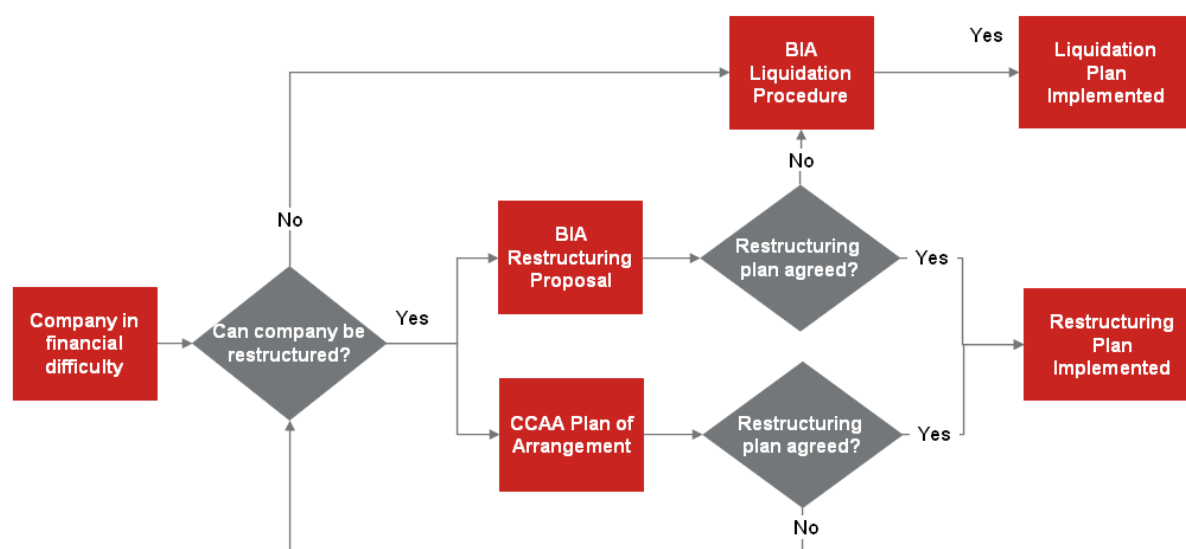 BIA
Liquidation
Procedure
Yes
Liquidation
Plan
Implemented
No
No
BIA
Restructuring
Proposal
Restructuring
plan agreed?
Yes
Company in
financial
difficulty
Can company be
restructured?
Yes
Restructuring
Plan
Implemented
CCAA Plan of
Arrangement
Restructuring
plan agreed?
Yes
No